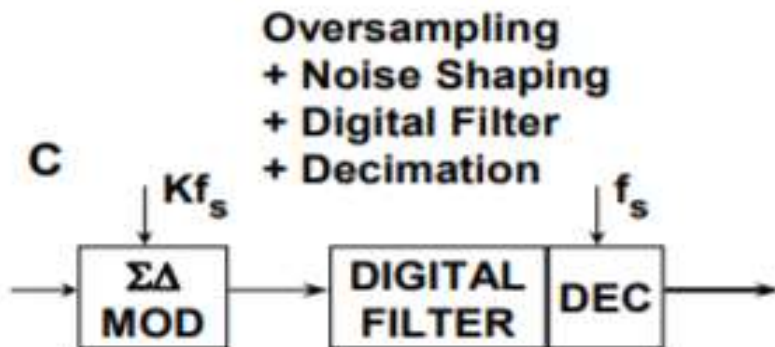 Oversampling
+ Noise Shaping
+ Digital Filter
+ Decimation
C
Kfs
fs
ΣΔ
MOD
DIGITAL
FILTER
DEC